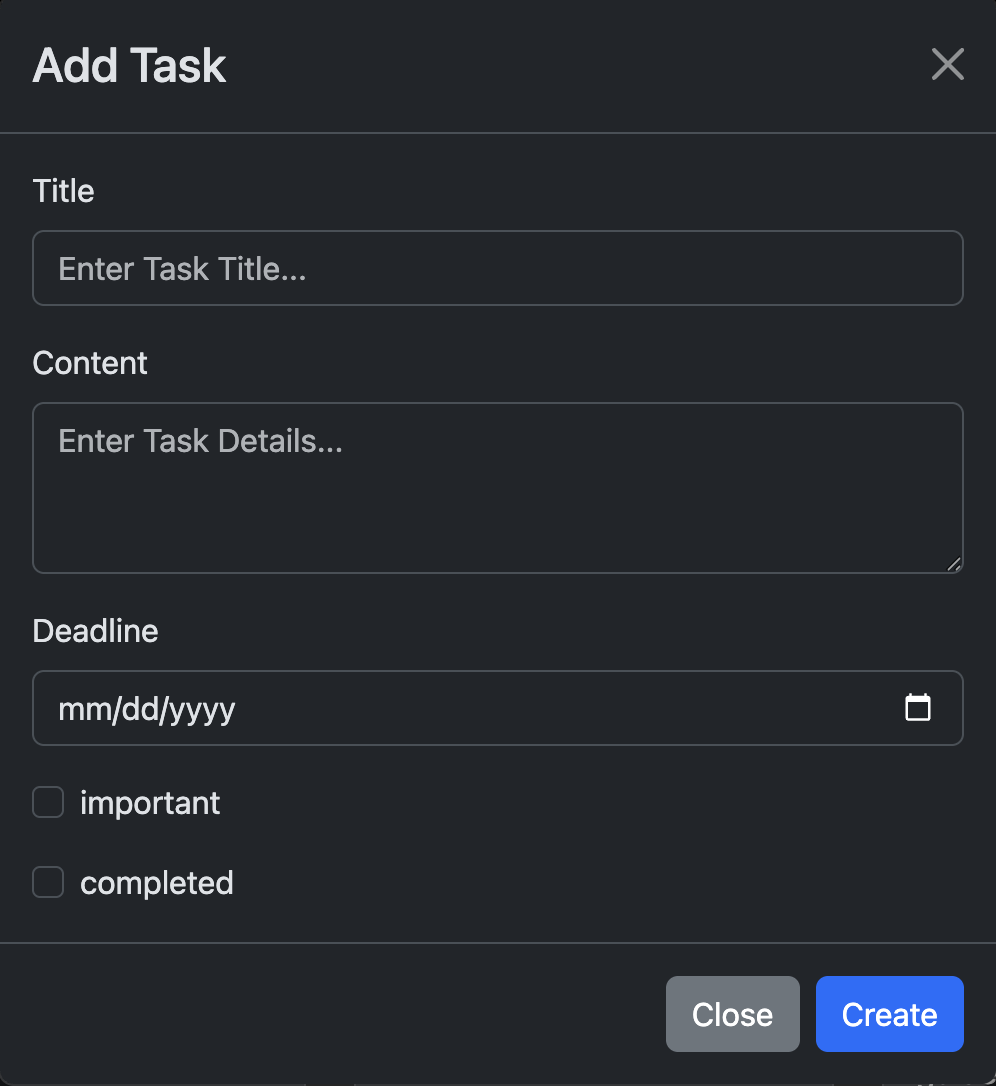 Add Task
Title
Enter Task Title...
Content
Enter Task Details...
Deadline
mm/dd/yyyy
important
completed
Close Create